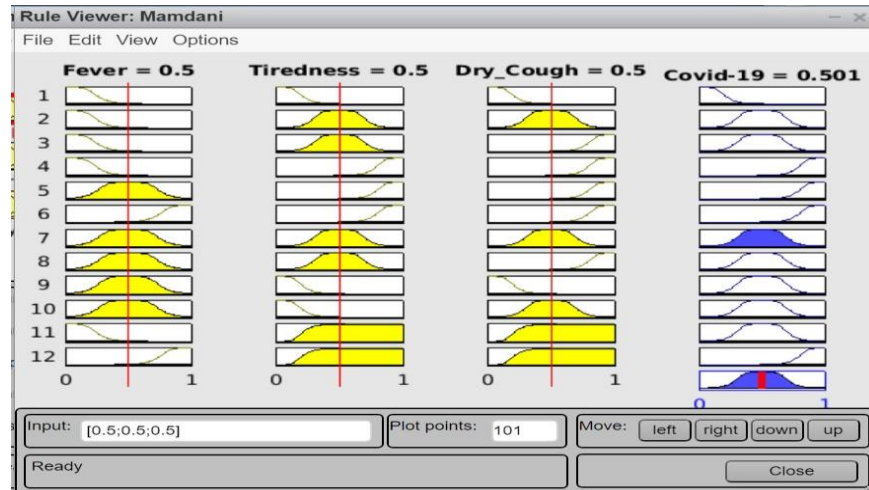 Rule Viewer: Mamdani
File Edit View Options
Fever = 0.5 Tiredness = 0.5 Dry_Cough = 0.5 Covid-19 = 0.501
1
2
3
4
5
6
7
8
9
10
11
12
0 1 0 1 0 1
0 1
Input: [0.5;0.5;0.5] Plot points: 101 Move: left right down up
Ready Close